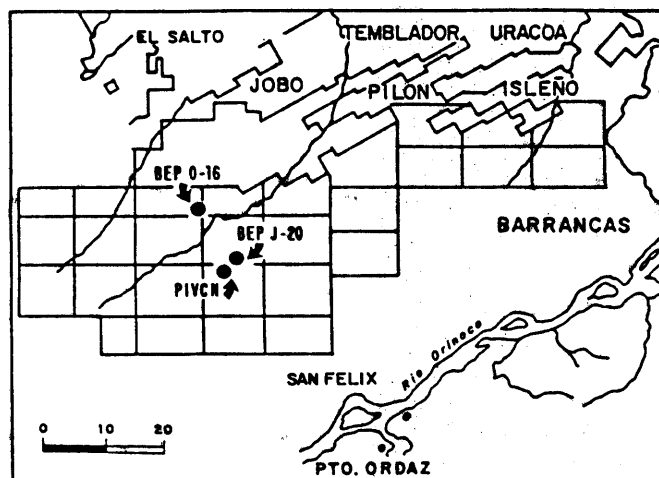 EL SALTO
TEMBLADOR
URACOA
JOBO
PILON
ISLEÑO
BEP O-16
BEP J-20
BARRANCAS
PIVCN
Rio Orinoco
SAN FELIX
0 10 20
PTO. ORDAZ